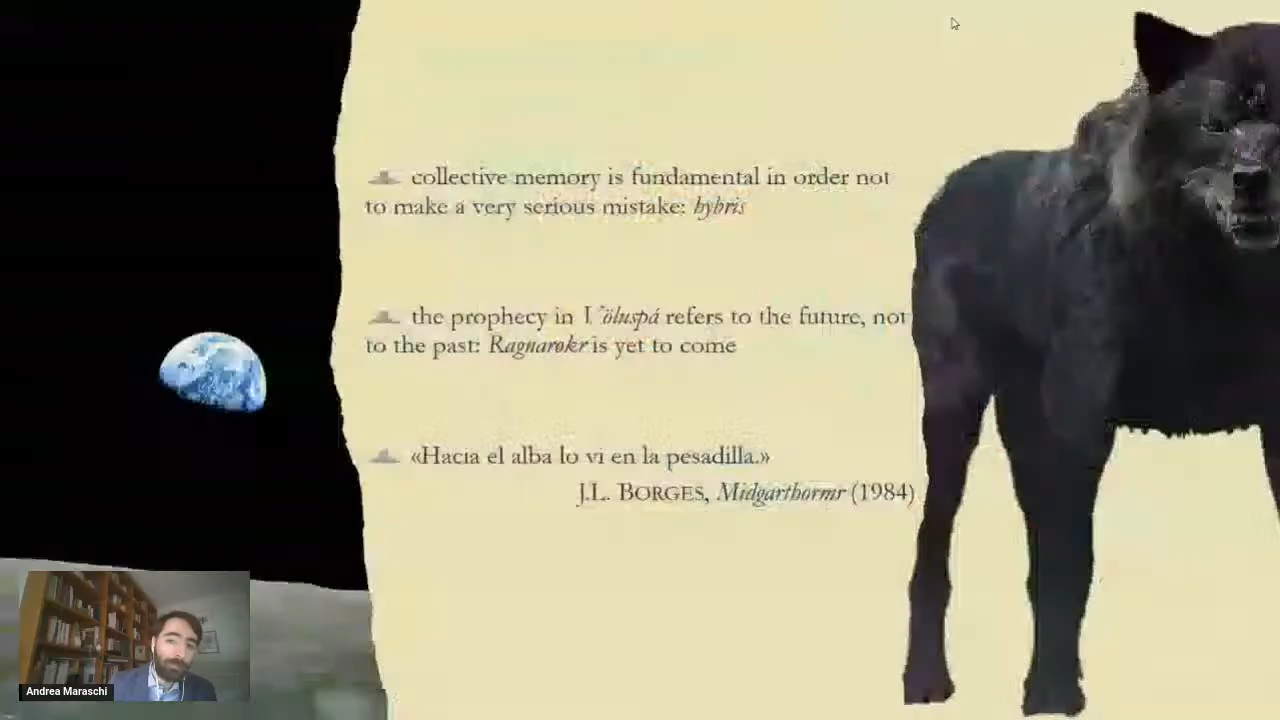 collective memory is fundamental in order not
to make a very serious mistake: hybris
the prophecy in Völuspá refers to the future, not
to the past: Ragnarøkr is yet to come
«Hacia el alba lo vi en la pesadilla.»
J.L. BORGES, Midgarthormr (1984)
Andrea Maraschi